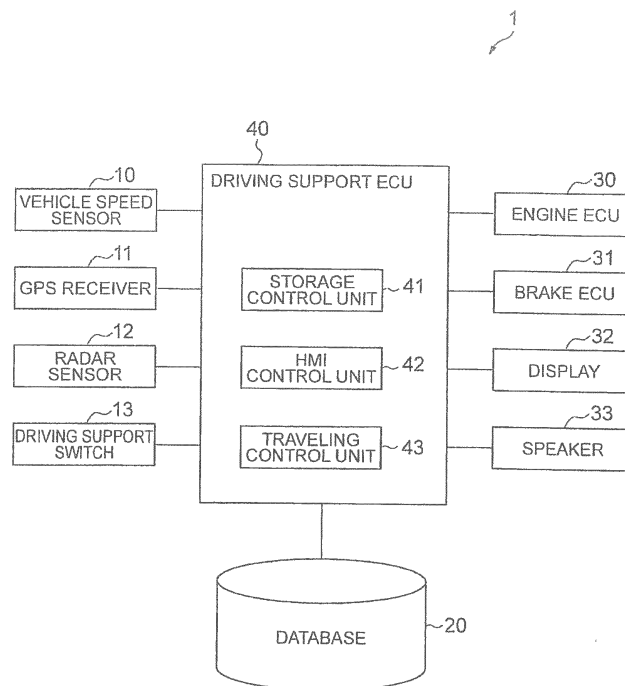 1
40
DRIVING SUPPORT ECU
10
VEHICLE SPEED
SENSOR
11
GPS RECEIVER
12
RADAR
SENSOR
13
DRIVING SUPPORT
SWITCH
STORAGE
CONTROL UNIT
41
HMI
CONTROL UNIT
42
TRAVELING
CONTROL UNIT
43
30
ENGINE ECU
31
BRAKE ECU
32
DISPLAY
33
SPEAKER
DATABASE
20